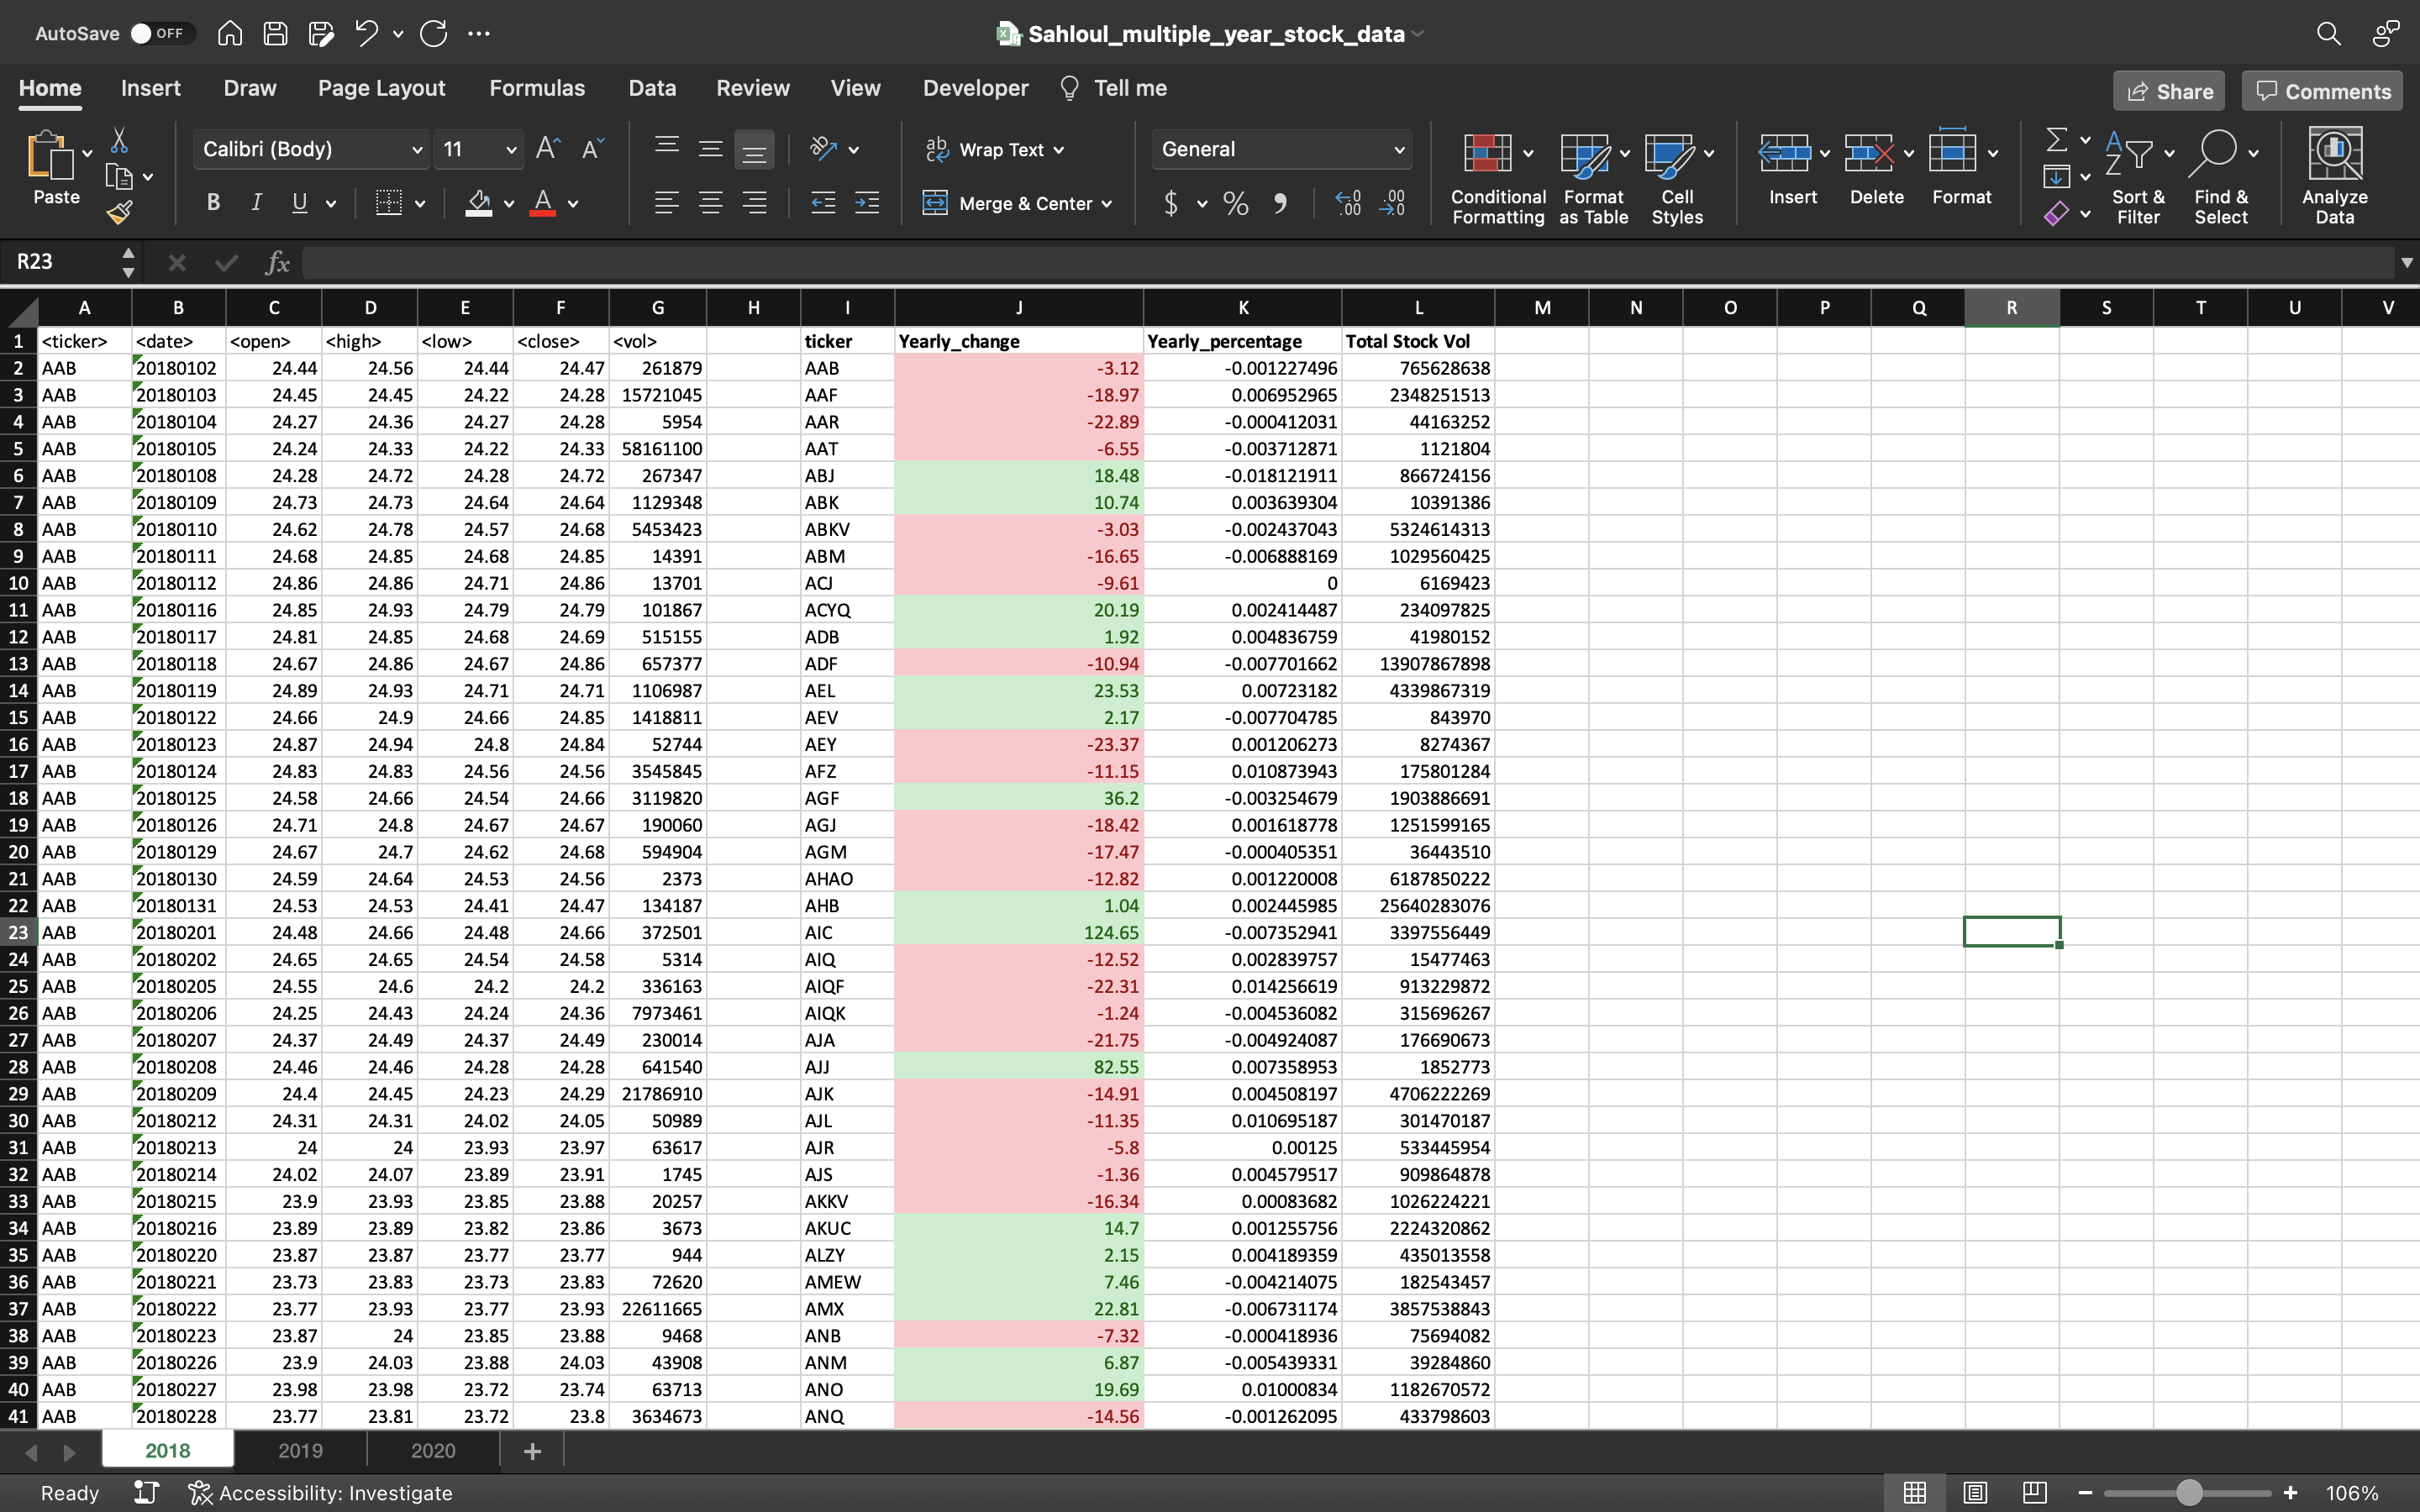 AutoSave OFF Sahloul_multiple_year_stock_data
Home Insert Draw Page Layout Formulas Data Review View Developer Tell me Share Comments
Paste Calibri (Body) 11 Wrap Text General
B I U Merge & Center $ % Conditional Formatting Format as Table Cell Styles Insert Delete Format Sort & Filter Find & Select Analyze Data
R23 fx
A B C D E F G H I J K L M N O P Q R S T U V
1 <ticker> <date> <open> <high> <low> <close> <vol> ticker Yearly_change Yearly_percentage Total Stock Vol
2 AAB 20180102 24.44 24.56 24.44 24.47 261879 AAB -3.12 -0.001227496 765628638
3 AAB 20180103 24.45 24.45 24.22 24.28 15721045 AAF -18.97 0.006952965 2348251513
4 AAB 20180104 24.27 24.36 24.27 24.28 5954 AAR -22.89 -0.000412031 44163252
5 AAB 20180105 24.24 24.33 24.22 24.33 58161100 AAT -6.55 -0.003712871 1121804
6 AAB 20180108 24.28 24.72 24.28 24.72 267347 ABJ 18.48 -0.018121911 866724156
7 AAB 20180109 24.73 24.73 24.64 24.64 1129348 ABK 10.74 0.003639304 10391386
8 AAB 20180110 24.62 24.78 24.57 24.68 5453423 ABKV -3.03 -0.002437043 5324614313
9 AAB 20180111 24.68 24.85 24.68 24.85 14391 ABM -16.65 -0.006888169 1029560425
10 AAB 20180112 24.86 24.86 24.71 24.86 13701 ACJ -9.61 0 6169423
11 AAB 20180116 24.85 24.93 24.79 24.79 101867 ACYQ 20.19 0.002414487 234097825
12 AAB 20180117 24.81 24.85 24.68 24.69 515155 ADB 1.92 0.004836759 41980152
13 AAB 20180118 24.67 24.86 24.67 24.86 657377 ADF -10.94 -0.007701662 13907867898
14 AAB 20180119 24.89 24.93 24.71 24.71 1106987 AEL 23.53 0.00723182 4339867319
15 AAB 20180122 24.66 24.9 24.66 24.85 1418811 AEV 2.17 -0.007704785 843970
16 AAB 20180123 24.87 24.94 24.8 24.84 52744 AEY -23.37 0.001206273 8274367
17 AAB 20180124 24.83 24.83 24.56 24.56 3545845 AFZ -11.15 0.010873943 175801284
18 AAB 20180125 24.58 24.66 24.54 24.66 3119820 AGF 36.2 -0.003254679 1903886691
19 AAB 20180126 24.71 24.8 24.67 24.67 190060 AGJ -18.42 0.001618778 1251599165
20 AAB 20180129 24.67 24.7 24.62 24.68 594904 AGM -17.47 -0.000405351 36443510
21 AAB 20180130 24.59 24.64 24.53 24.56 2373 AHAO -12.82 0.001220008 6187850222
22 AAB 20180131 24.53 24.53 24.41 24.47 134187 AHB 1.04 0.002445985 25640283076
23 AAB 20180201 24.48 24.66 24.48 24.66 372501 AIC 124.65 -0.007352941 3397556449
24 AAB 20180202 24.65 24.65 24.54 24.58 5314 AIQ -12.52 0.002839757 15477463
25 AAB 20180205 24.55 24.6 24.2 24.2 336163 AIQF -22.31 0.014256619 913229872
26 AAB 20180206 24.25 24.43 24.24 24.36 7973461 AIQK -1.24 -0.004536082 315696267
27 AAB 20180207 24.37 24.49 24.37 24.49 230014 AJA -21.75 -0.004924087 176690673
28 AAB 20180208 24.46 24.46 24.28 24.28 641540 AJJ 82.55 0.007358953 1852773
29 AAB 20180209 24.4 24.45 24.23 24.29 21786910 AJK -14.91 0.004508197 4706222269
30 AAB 20180212 24.31 24.31 24.02 24.05 50989 AJL -11.35 0.010695187 301470187
31 AAB 20180213 24 24 23.93 23.97 63617 AJR -5.8 0.00125 533445954
32 AAB 20180214 24.02 24.07 23.89 23.91 1745 AJS -1.36 0.004579517 909864878
33 AAB 20180215 23.9 23.93 23.85 23.88 20257 AKKV -16.34 0.00083682 1026224221
34 AAB 20180216 23.89 23.89 23.82 23.86 3673 AKUC 14.7 0.001255756 2224320862
35 AAB 20180220 23.87 23.87 23.77 23.77 944 ALZY 2.15 0.004189359 435013558
36 AAB 20180221 23.73 23.83 23.73 23.83 72620 AMEW 7.46 -0.004214075 182543457
37 AAB 20180222 23.77 23.93 23.77 23.93 22611665 AMX 22.81 -0.006731174 3857538843
38 AAB 20180223 23.87 24 23.85 23.88 9468 ANB -7.32 -0.000418936 75694082
39 AAB 20180226 23.9 24.03 23.88 24.03 43908 ANM 6.87 -0.005439331 39284860
40 AAB 20180227 23.98 23.98 23.72 23.74 63713 ANO 19.69 0.01000834 1182670572
41 AAB 20180228 23.77 23.81 23.72 23.8 3634673 ANQ -14.56 -0.001262095 433798603
2018 2019 2020 +
Ready Accessibility: Investigate 106%